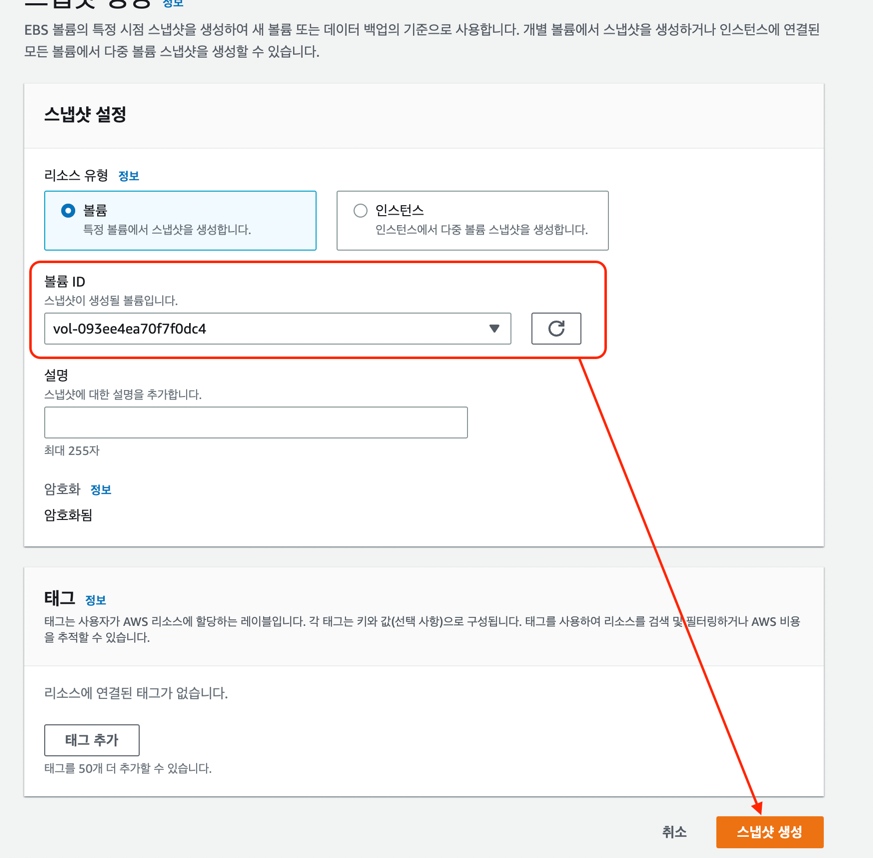 스냅샷 생성 정보
EBS 볼륨의 특정 시점 스냅샷을 생성하여 새 볼륨 또는 데이터 백업의 기준으로 사용합니다. 개별 볼륨에서 스냅샷을 생성하거나 인스턴스에 연결된
모든 볼륨에서 다중 볼륨 스냅샷을 생성할 수 있습니다.
스냅샷 설정
리소스 유형 정보
볼륨
특정 볼륨에서 스냅샷을 생성합니다.
인스턴스
인스턴스에서 다중 볼륨 스냅샷을 생성합니다.
볼륨 ID
스냅샷이 생성될 볼륨입니다.
vol-093ee4ea70f7f0dc4
설명
스냅샷에 대한 설명을 추가합니다.
최대 255자
암호화 정보
암호화됨
태그 정보
태그는 사용자가 AWS 리소스에 할당하는 레이블입니다. 각 태그는 키와 값(선택 사항)으로 구성됩니다. 태그를 사용하여 리소스를 검색 및 필터링하거나 AWS 비용
을 추적할 수 있습니다.
리소스에 연결된 태그가 없습니다.
태그 추가
태그를 50개 더 추가할 수 있습니다.
취소 스냅샷 생성